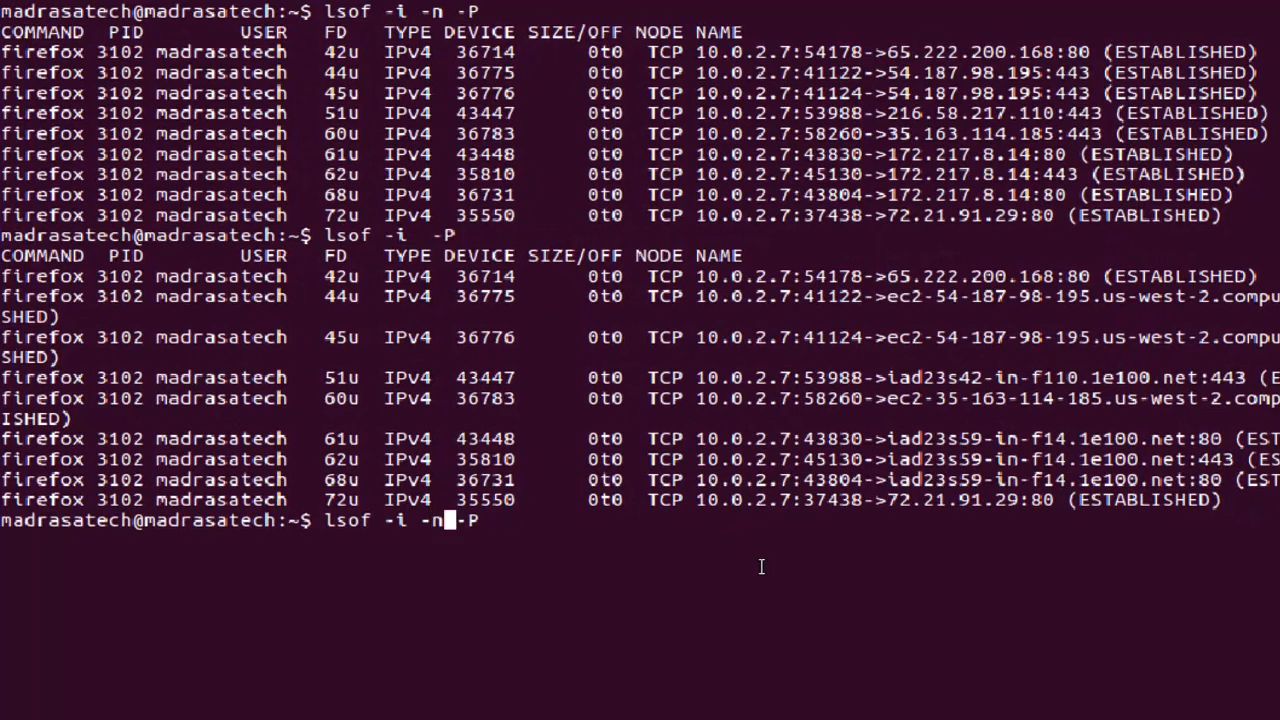 madrasatech@madrasatech:~$ lsof -i -n -P
COMMAND  PID        USER   FD   TYPE DEVICE SIZE/OFF NODE NAME
firefox 3102 madrasatech   42u  IPv4  36714      0t0  TCP 10.0.2.7:54178->65.222.200.168:80 (ESTABLISHED)
firefox 3102 madrasatech   44u  IPv4  36775      0t0  TCP 10.0.2.7:41122->54.187.98.195:443 (ESTABLISHED)
firefox 3102 madrasatech   45u  IPv4  36776      0t0  TCP 10.0.2.7:41124->54.187.98.195:443 (ESTABLISHED)
firefox 3102 madrasatech   51u  IPv4  43447      0t0  TCP 10.0.2.7:53988->216.58.217.110:443 (ESTABLISHED)
firefox 3102 madrasatech   60u  IPv4  36783      0t0  TCP 10.0.2.7:58260->35.163.114.185:443 (ESTABLISHED)
firefox 3102 madrasatech   61u  IPv4  43448      0t0  TCP 10.0.2.7:43830->172.217.8.14:80 (ESTABLISHED)
firefox 3102 madrasatech   62u  IPv4  35810      0t0  TCP 10.0.2.7:45130->172.217.8.14:443 (ESTABLISHED)
firefox 3102 madrasatech   68u  IPv4  36731      0t0  TCP 10.0.2.7:43804->172.217.8.14:80 (ESTABLISHED)
firefox 3102 madrasatech   72u  IPv4  35550      0t0  TCP 10.0.2.7:37438->72.21.91.29:80 (ESTABLISHED)
madrasatech@madrasatech:~$ lsof -i  -P
COMMAND  PID        USER   FD   TYPE DEVICE SIZE/OFF NODE NAME
firefox 3102 madrasatech   42u  IPv4  36714      0t0  TCP 10.0.2.7:54178->65.222.200.168:80 (ESTABLISHED)
firefox 3102 madrasatech   44u  IPv4  36775      0t0  TCP 10.0.2.7:41122->ec2-54-187-98-195.us-west-2.compu
SHED)
firefox 3102 madrasatech   45u  IPv4  36776      0t0  TCP 10.0.2.7:41124->ec2-54-187-98-195.us-west-2.compu
SHED)
firefox 3102 madrasatech   51u  IPv4  43447      0t0  TCP 10.0.2.7:53988->iad23s42-in-f110.1e100.net:443 (E
firefox 3102 madrasatech   60u  IPv4  36783      0t0  TCP 10.0.2.7:58260->ec2-35-163-114-185.us-west-2.comp
ISHED)
firefox 3102 madrasatech   61u  IPv4  43448      0t0  TCP 10.0.2.7:43830->iad23s59-in-f14.1e100.net:80 (EST
firefox 3102 madrasatech   62u  IPv4  35810      0t0  TCP 10.0.2.7:45130->iad23s59-in-f14.1e100.net:443 (ES
firefox 3102 madrasatech   68u  IPv4  36731      0t0  TCP 10.0.2.7:43804->iad23s59-in-f14.1e100.net:80 (EST
firefox 3102 madrasatech   72u  IPv4  35550      0t0  TCP 10.0.2.7:37438->72.21.91.29:80 (ESTABLISHED)
madrasatech@madrasatech:~$ lsof -i -n -P